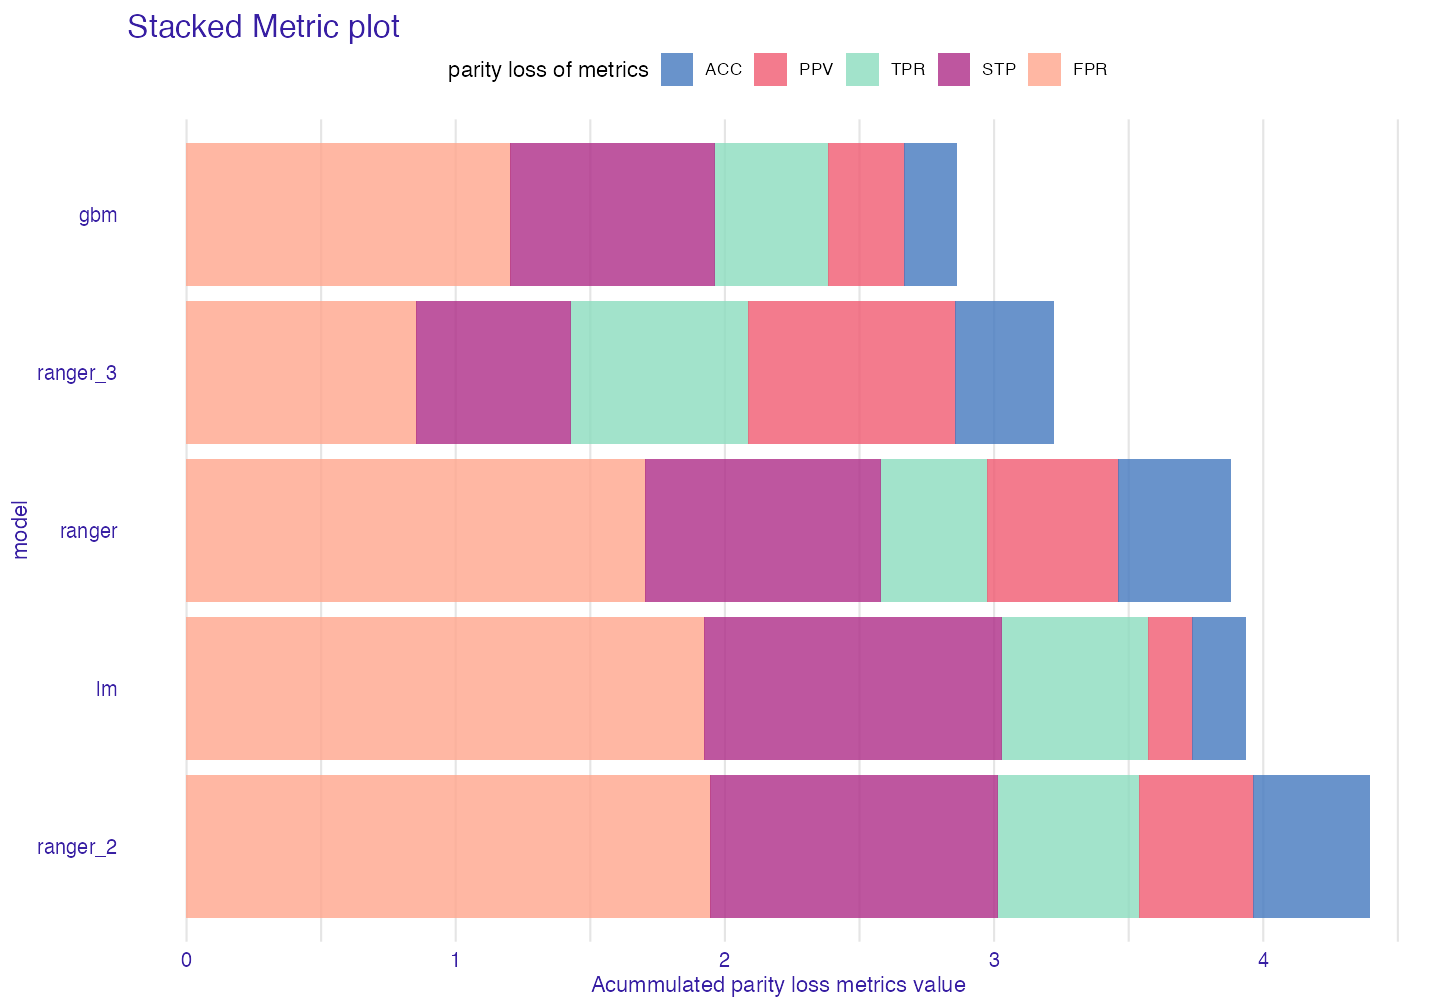 Stacked Metric plot
parity loss of metrics ACC PPV TPR STP FPR
gbm
ranger_3
ranger
lm
ranger_2
model
0 1 2 3 4
Acummulated parity loss metrics value